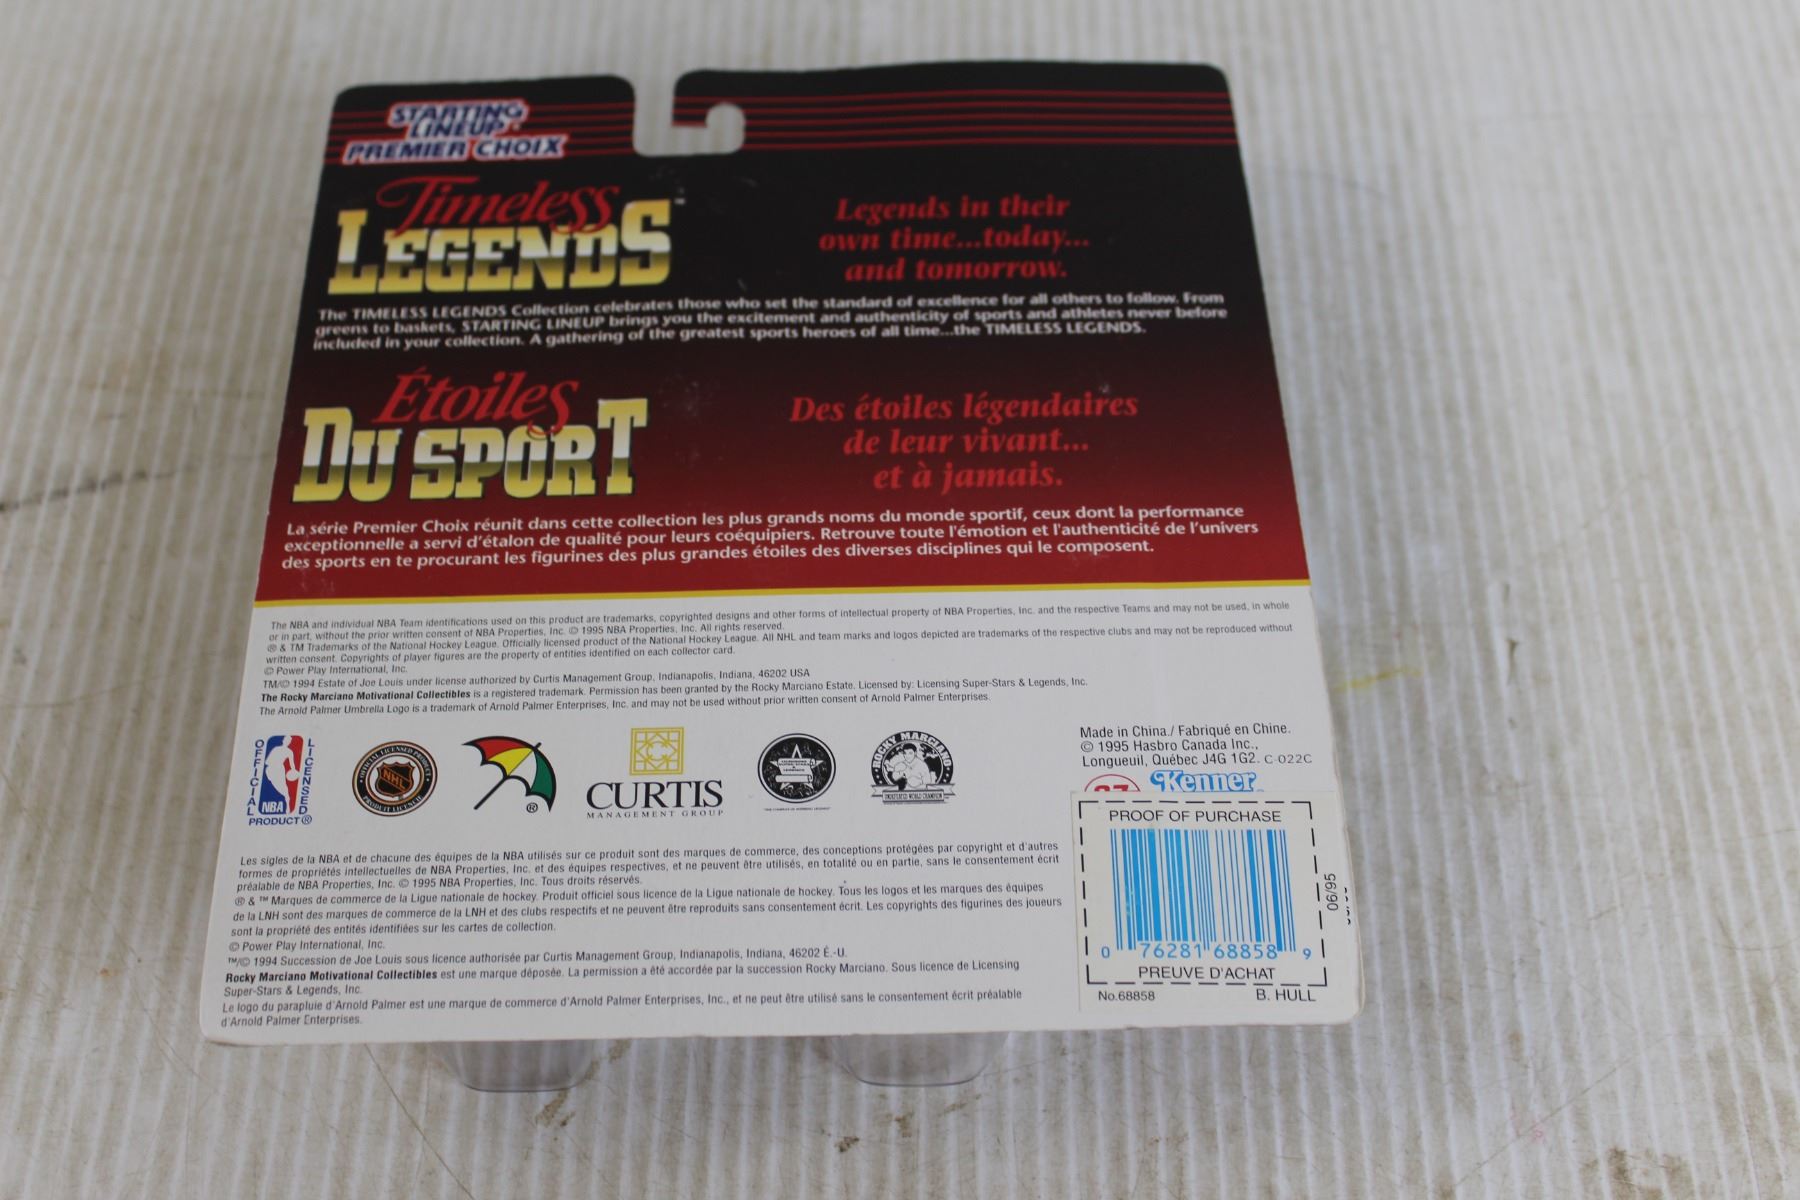 STARTING
LINEUP
PREMIER CHOIX
Timeless
LEGENDS™
Legends in their
own time...today...
and tomorrow.
The TIMELESS LEGENDS Collection celebrates those who set the standard of excellence for all others to follow. From
greens to baskets, STARTING LINEUP brings you the excitement and authenticity of sports and athletes never before
included in your collection. A gathering of the greatest sports heroes of all time...the TIMELESS LEGENDS.
Étoiles
DU SPORT
Des étoiles légendaires
de leur vivant...
et à jamais.
La série Premier Choix réunit dans cette collection les plus grands noms du monde sportif, ceux dont la performance
exceptionnelle a servi d'étalon de qualité pour leurs coéquipiers. Retrouve toute l'émotion et l'authenticité de l'univers
des sports en te procurant les figurines des plus grandes étoiles des diverses disciplines qui le composent.
The NBA and individual NBA Team identifications used on this product are trademarks, copyrighted designs and other forms of intellectual property of NBA Properties, Inc. and the respective Teams and may not be used, in whole
or in part, without the prior written consent of NBA Properties, Inc. © 1995 NBA Properties, Inc. All rights reserved.
® & TM Trademarks of the National Hockey League. Officially licensed product of the National Hockey League. All NHL and team marks and logos depicted are trademarks of the respective clubs and may not be reproduced without
written consent. Copyrights of player figures are the property of entities identified on each collector card.
© Power Play International, Inc.
TM/© 1994 Estate of Joe Louis under license authorized by Curtis Management Group, Indianapolis, Indiana, 46202 USA
The Rocky Marciano Motivational Collectibles is a registered trademark. Permission has been granted by the Rocky Marciano Estate. Licensed by: Licensing Super-Stars & Legends, Inc.
The Arnold Palmer Umbrella Logo is a trademark of Arnold Palmer Enterprises, Inc. and may not be used without prior written consent of Arnold Palmer Enterprises.
OFFICIAL LICENSED
NBA
PRODUCT®
OFFICIAL LICENSED PRODUCT
NHL
®
CURTIS
MANAGEMENT GROUP
ROCKY MARCIANO
UNDEFEATED WORLD CHAMPION
Made in China./ Fabriqué en Chine.
© 1995 Hasbro Canada Inc.,
Longueuil, Québec J4G 1G2. C-022C
Kenner
PROOF OF PURCHASE
0 76281 68858 9
06/95
PREUVE D'ACHAT
No.68858 B. HULL
Les sigles de la NBA et de chacune des équipes de la NBA utilisés sur ce produit sont des marques de commerce, des conceptions protégées par copyright et d'autres
formes de propriétés intellectuelles de NBA Properties, Inc. et des équipes respectives, et ne peuvent être utilisés, en totalité ou en partie, sans le consentement écrit
préalable de NBA Properties, Inc. © 1995 NBA Properties, Inc. Tous droits réservés.
® & ™ Marques de commerce de la Ligue nationale de hockey. Produit officiel sous licence de la Ligue nationale de hockey. Tous les logos et les marques des équipes
de la LNH sont des marques de commerce de la LNH et des clubs respectifs et ne peuvent être reproduits sans consentement écrit. Les copyrights des figurines des joueurs
sont la propriété des entités identifiées sur les cartes de collection.
© Power Play International, Inc.
™/© 1994 Succession de Joe Louis sous licence authorisée par Curtis Management Group, Indianapolis, Indiana, 46202 É.-U.
Rocky Marciano Motivational Collectibles est une marque déposée. La permission a été accordée par la succession Rocky Marciano. Sous licence de Licensing
Super-Stars & Legends, Inc.
Le logo du parapluie d'Arnold Palmer est une marque de commerce d'Arnold Palmer Enterprises, Inc., et ne peut être utilisé sans le consentement écrit préalable
d'Arnold Palmer Enterprises.